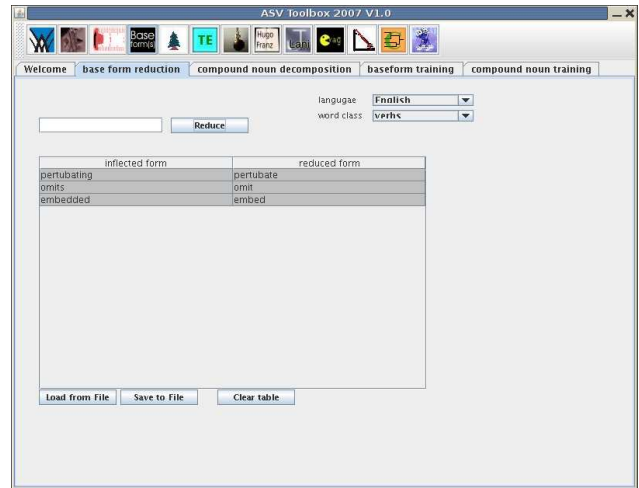 ASV Toolbox 2007 V1.0
Base form(s) TE Hugo Franz Lan
Welcome base form reduction compound noun decomposition baseform training compound noun training
langugae English
word class verbs
Reduce
inflected form reduced form
pertubating pertubate
omits omit
embedded embed
Load from File Save to File Clear table